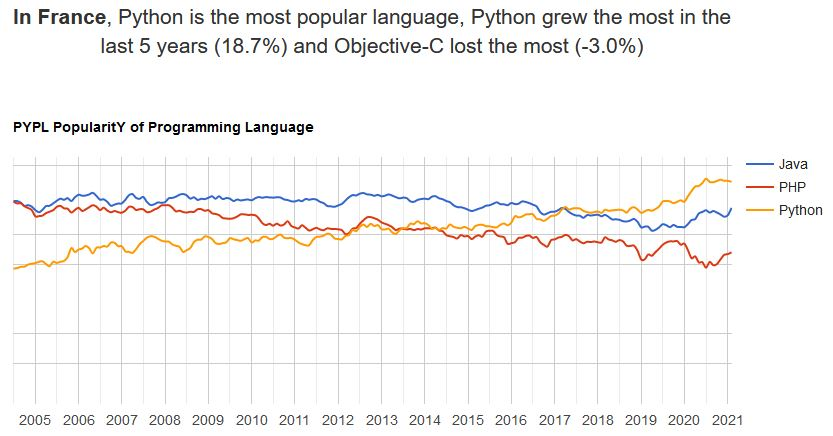 In France, Python is the most popular language, Python grew the most in the
last 5 years (18.7%) and Objective-C lost the most (-3.0%)
PYPL PopularitY of Programming Language
Java
PHP
Python
2005 2006 2007 2008 2009 2010 2011 2012 2013 2014 2015 2016 2017 2018 2019 2020 2021